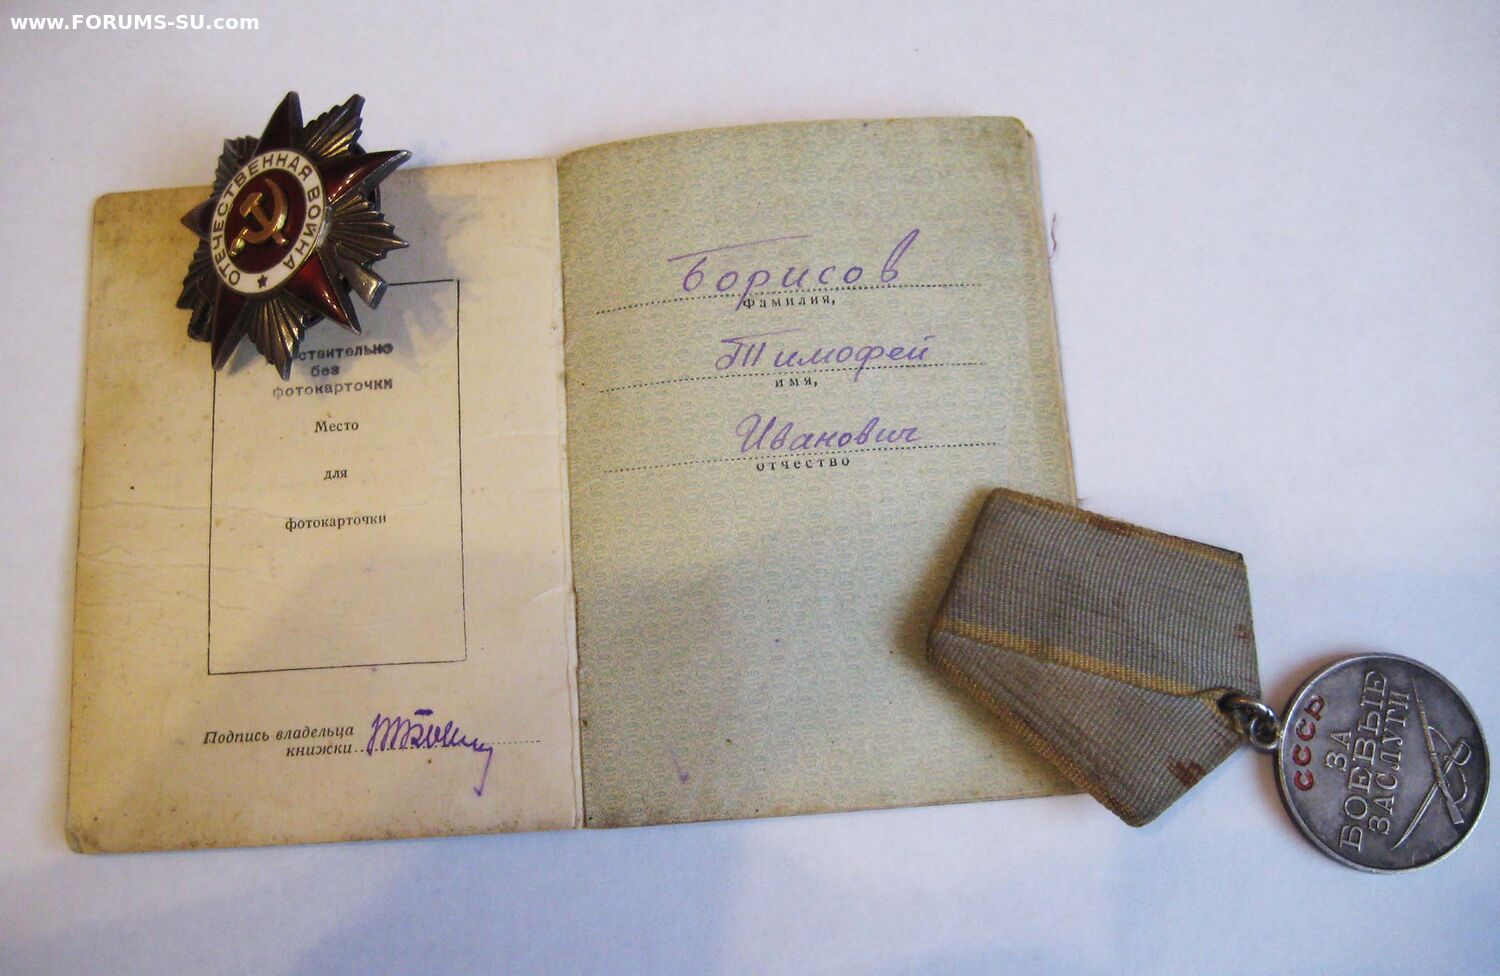 www.FORUMS-SU.com
ОТЕЧЕСТВЕННАЯ ВОЙНА
ствительно
без
фотокарточки
Место
для
фотокарточки
Подпись владельца
книжки
Борисов
фамилия,
Тимофей
имя,
Иванович
отчество
СССР
ЗА
БОЕВЫЕ
ЗАСЛУГИ